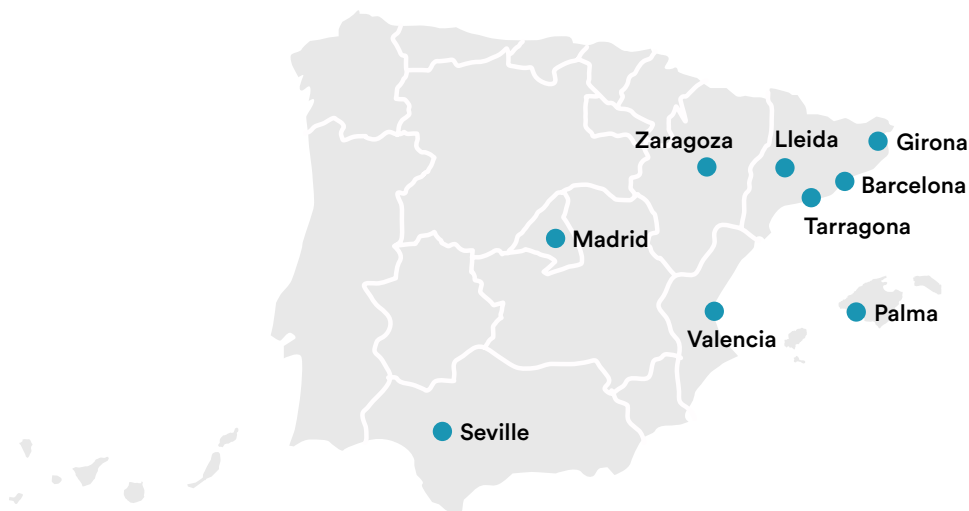 Zaragoza
Lleida
Girona
Barcelona
Tarragona
Madrid
Palma
Valencia
Seville